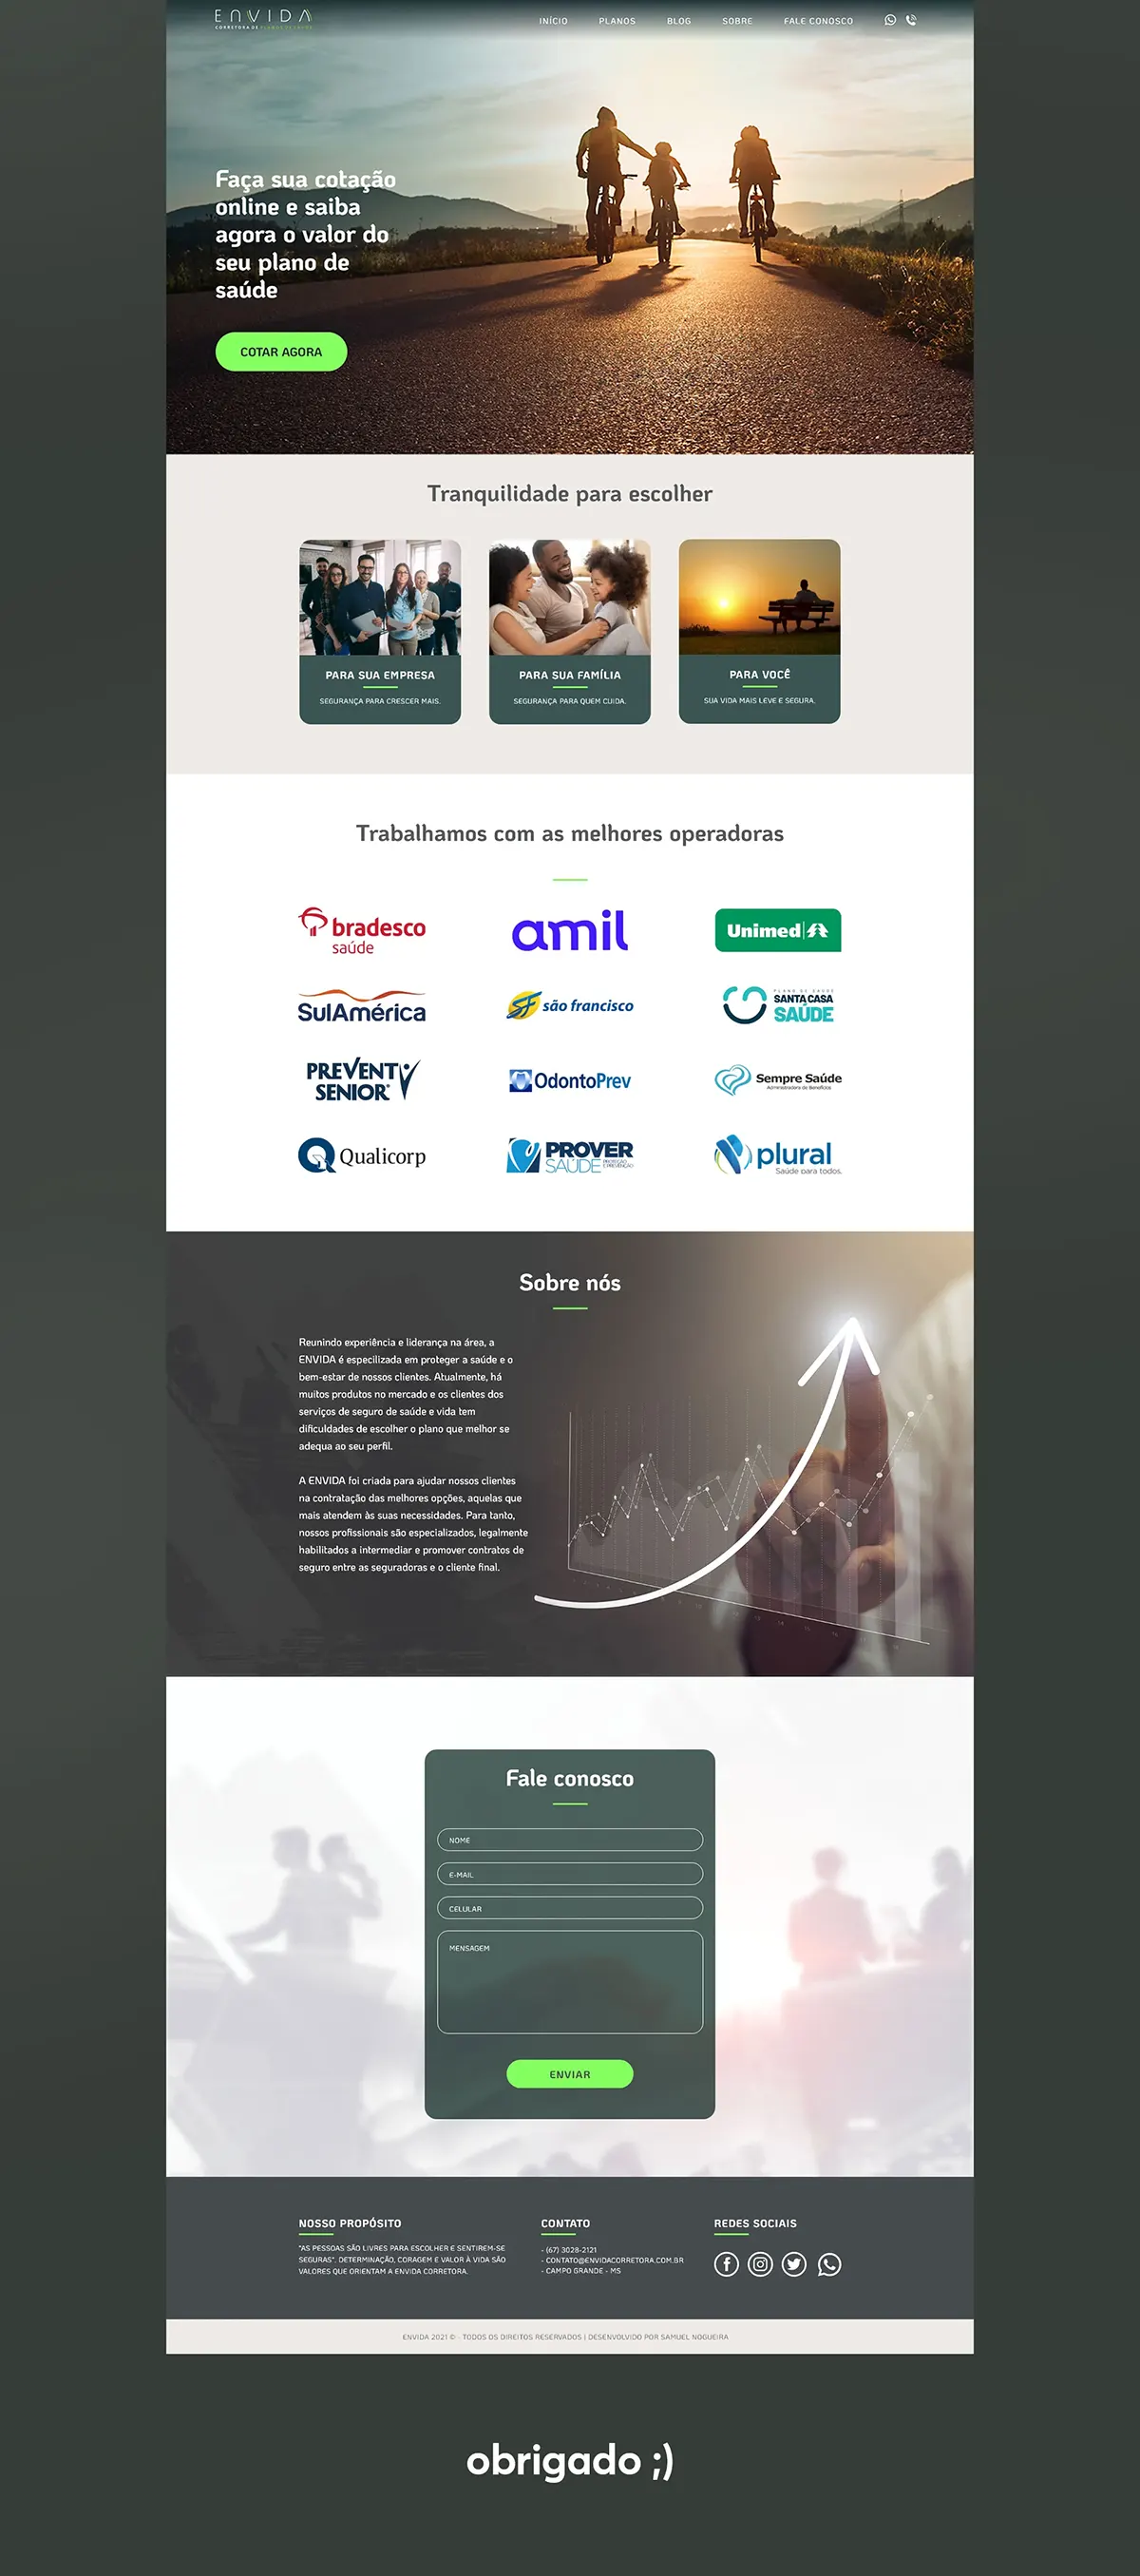 ENVIDA
CORRETORA DE PLANOS DE SAÚDE
INÍCIO PLANOS BLOG SOBRE FALE CONOSCO
Faça sua cotação
online e saiba
agora o valor do
seu plano de
saúde
COTAR AGORA
Tranquilidade para escolher
PARA SUA EMPRESA
SEGURANÇA PARA CRESCER MAIS.
PARA SUA FAMÍLIA
SEGURANÇA PARA QUEM CUIDA.
PARA VOCÊ
SUA VIDA MAIS LEVE E SEGURA.
Trabalhamos com as melhores operadoras
bradesco
saúde
amil
Unimed
SulAmérica
SF são francisco
PLANO DE SAÚDE
SANTA CASA
SAÚDE
PREVENT
SENIOR
OdontoPrev
Sempre Saúde
Administradora de Benefícios
Qualicorp
PROVER
SAÚDE PROTEÇÃO
E PREVENÇÃO
plural
Saúde para todos.
Sobre nós
Reunindo experiência e liderança na área, a
ENVIDA é especilizada em proteger a saúde e o
bem-estar de nossos clientes. Atualmente, há
muitos produtos no mercado e os clientes dos
serviços de seguro de saúde e vida tem
dificuldades de escolher o plano que melhor se
adequa ao seu perfil.
A ENVIDA foi criada para ajudar nossos clientes
na contratação das melhores opções, aquelas que
mais atendem às suas necessidades. Para tanto,
nossos profissionais são especializados, legalmente
habilitados a intermediar e promover contratos de
seguro entre as seguradoras e o cliente final.
Fale conosco
NOME
E-MAIL
CELULAR
MENSAGEM
ENVIAR
NOSSO PROPÓSITO
"AS PESSOAS SÃO LIVRES PARA ESCOLHER E SENTIREM-SE
SEGURAS". DETERMINAÇÃO, CORAGEM E VALOR À VIDA SÃO
VALORES QUE ORIENTAM A ENVIDA CORRETORA.
CONTATO
- (67) 3028-2121
- CONTATO@ENVIDACORRETORA.COM.BR
- CAMPO GRANDE - MS
REDES SOCIAIS
ENVIDA 2021 © - TODOS OS DIREITOS RESERVADOS | DESENVOLVIDO POR SAMUEL NOGUEIRA
obrigado ;)